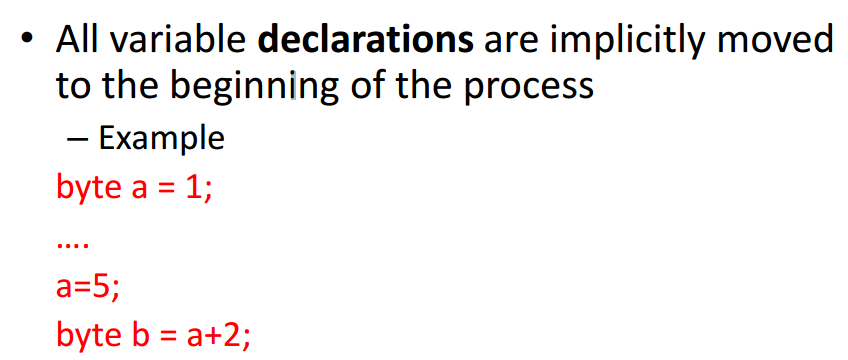 • All variable declarations are implicitly moved
to the beginning of the process
– Example
byte a = 1;
....
a=5;
byte b = a+2;